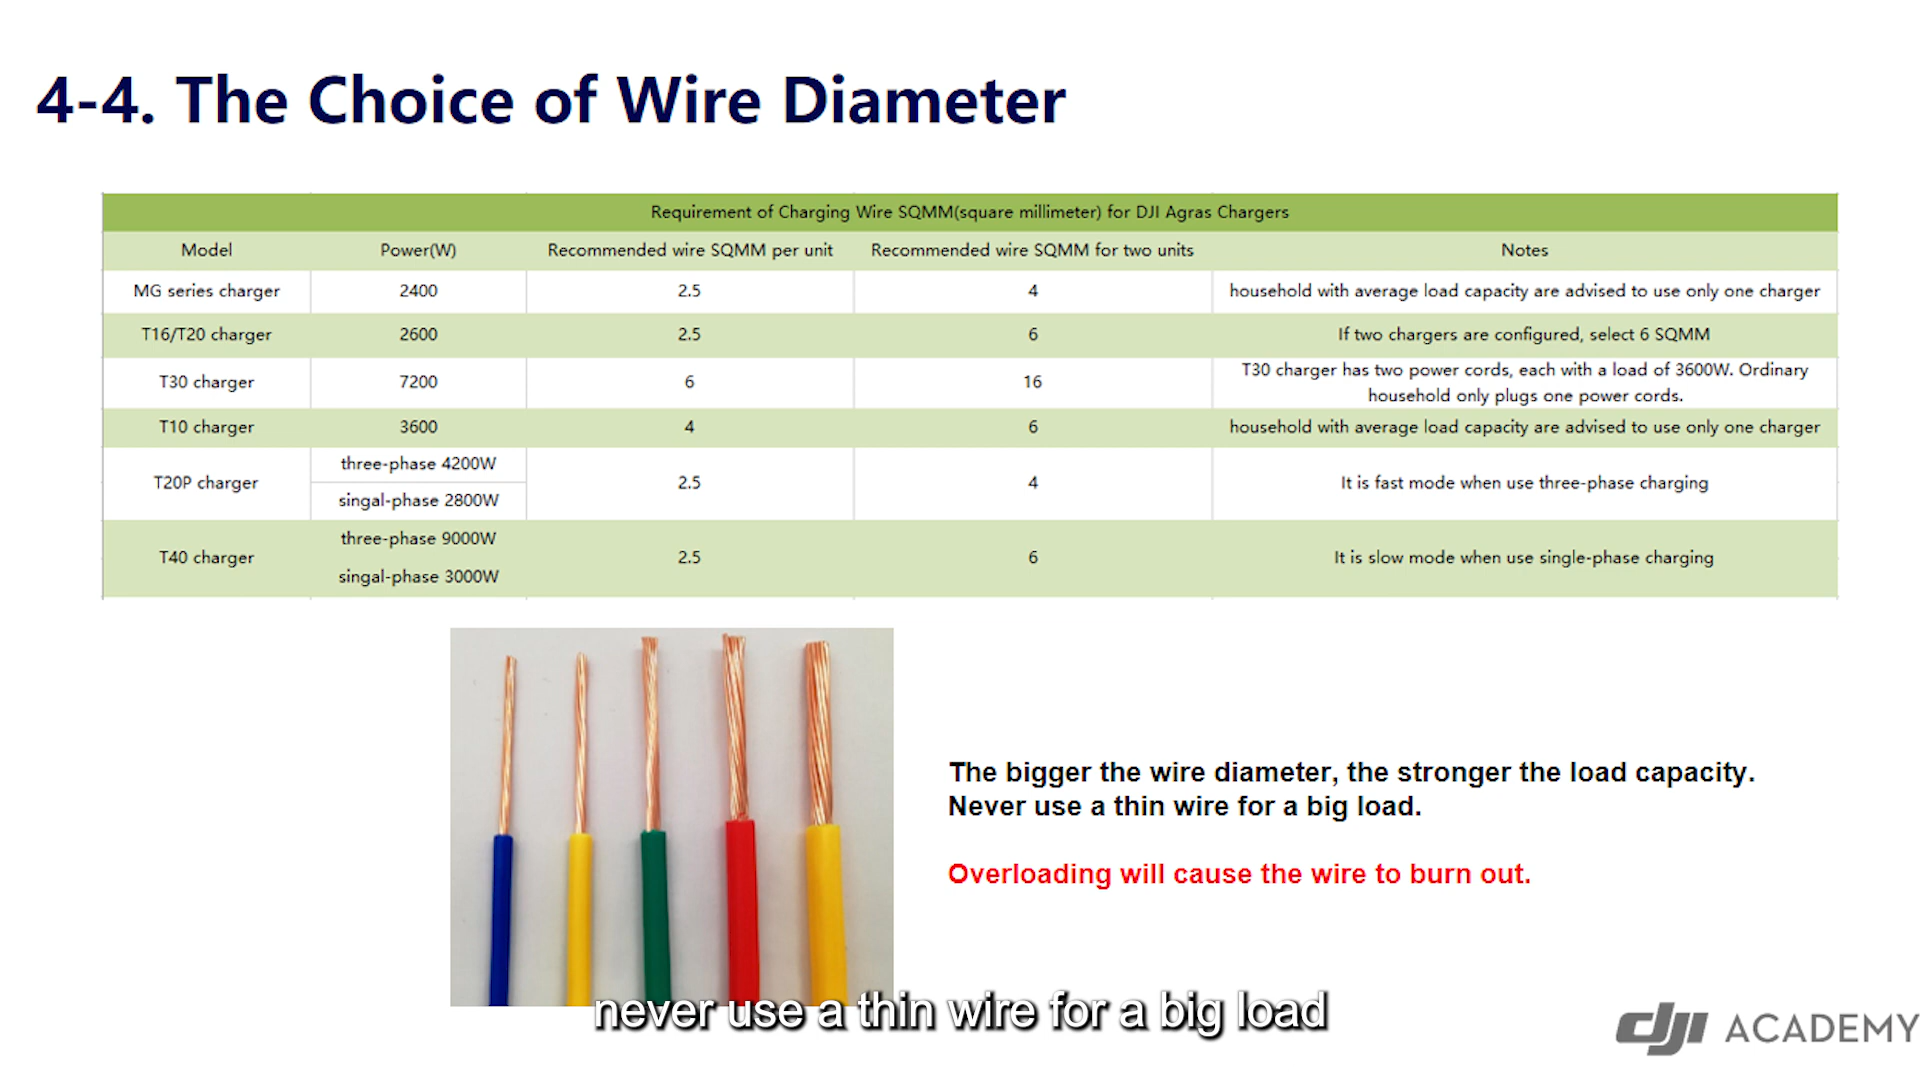 4-4. The Choice of Wire Diameter
Requirement of Charging Wire SQMM(square millimeter) for DJI Agras Chargers
Model Power(W) Recommended wire SQMM per unit Recommended wire SQMM for two units Notes
MG series charger 2400 2.5 4 household with average load capacity are advised to use only one charger
T16/T20 charger 2600 2.5 6 If two chargers are configured, select 6 SQMM
T30 charger 7200 6 16 T30 charger has two power cords, each with a load of 3600W. Ordinary
household only plugs one power cords.
T10 charger 3600 4 6 household with average load capacity are advised to use only one charger
three-phase 4200W
T20P charger 2.5 4 It is fast mode when use three-phase charging
singal-phase 2800W
three-phase 9000W
T40 charger 2.5 6 It is slow mode when use single-phase charging
singal-phase 3000W
The bigger the wire diameter, the stronger the load capacity.
Never use a thin wire for a big load.
Overloading will cause the wire to burn out.
never use a thin wire for a big load
dji ACADEMY